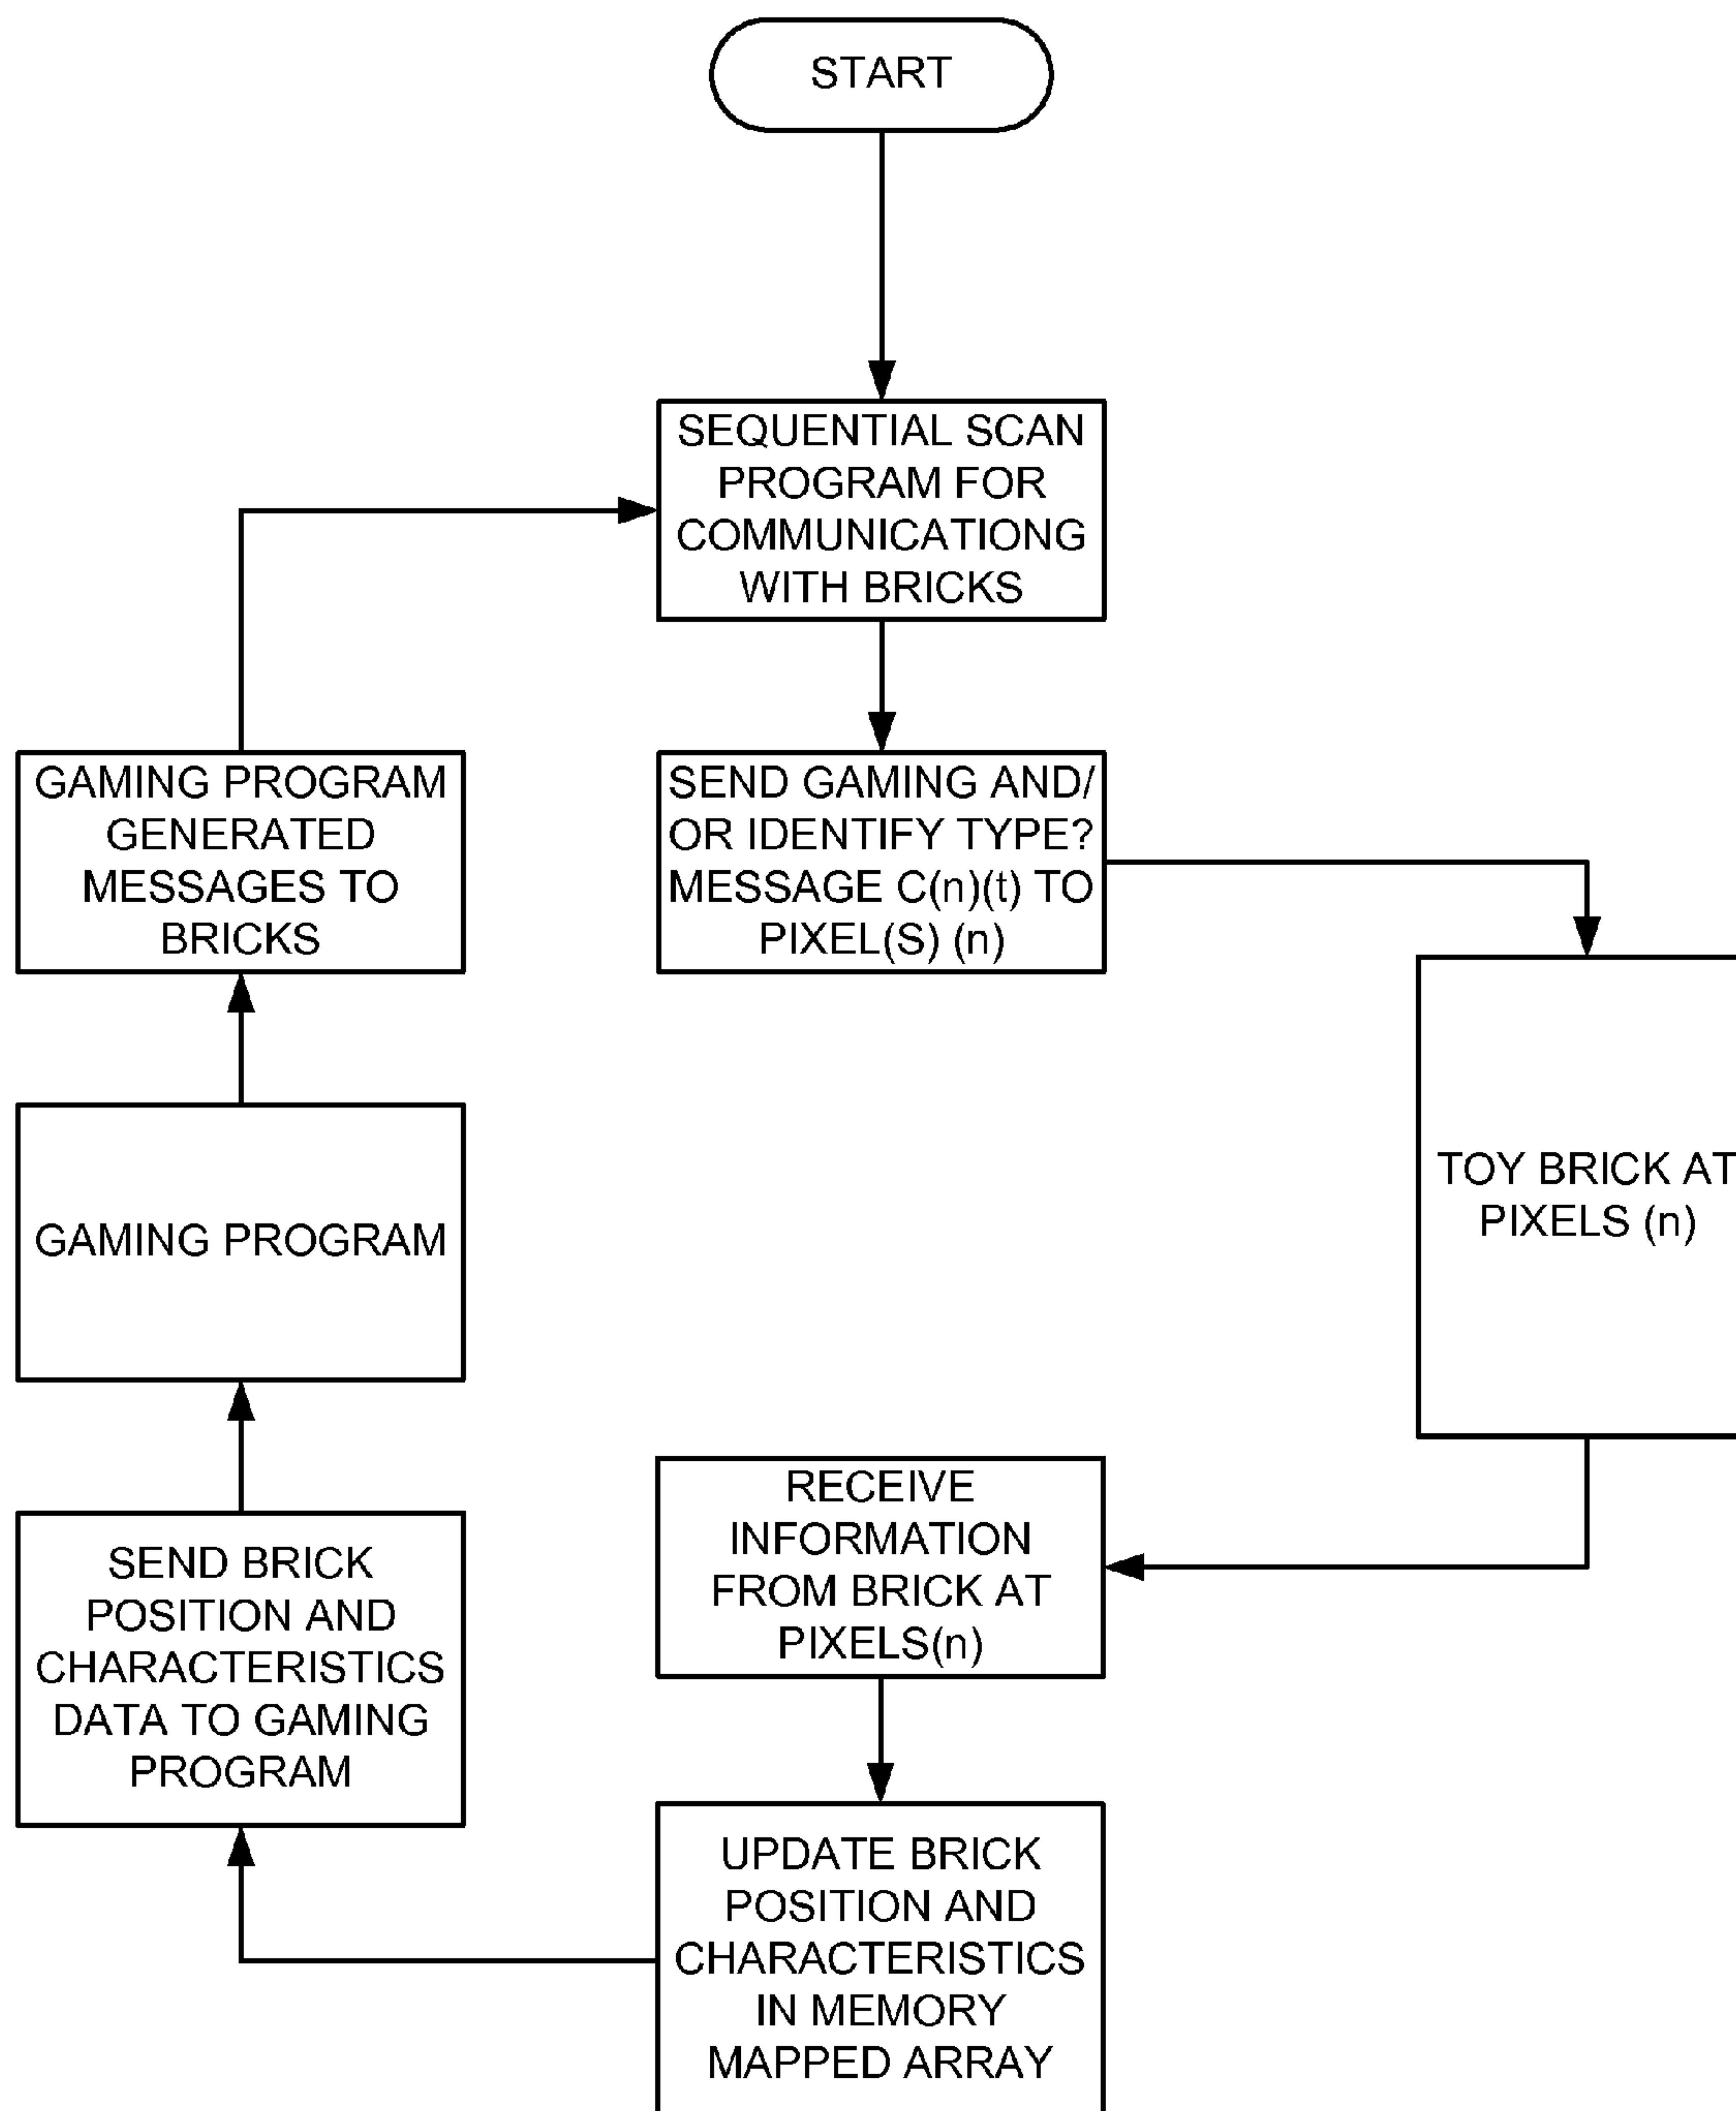 START
SEQUENTIAL SCAN
PROGRAM FOR
COMMUNICATIONG
WITH BRICKS
SEND GAMING AND/
OR IDENTIFY TYPE?
MESSAGE C(n)(t) TO
PIXEL(S) (n)
TOY BRICK AT
PIXELS (n)
RECEIVE
INFORMATION
FROM BRICK AT
PIXELS(n)
UPDATE BRICK
POSITION AND
CHARACTERISTICS
IN MEMORY
MAPPED ARRAY
SEND BRICK
POSITION AND
CHARACTERISTICS
DATA TO GAMING
PROGRAM
GAMING PROGRAM
GAMING PROGRAM
GENERATED
MESSAGES TO
BRICKS